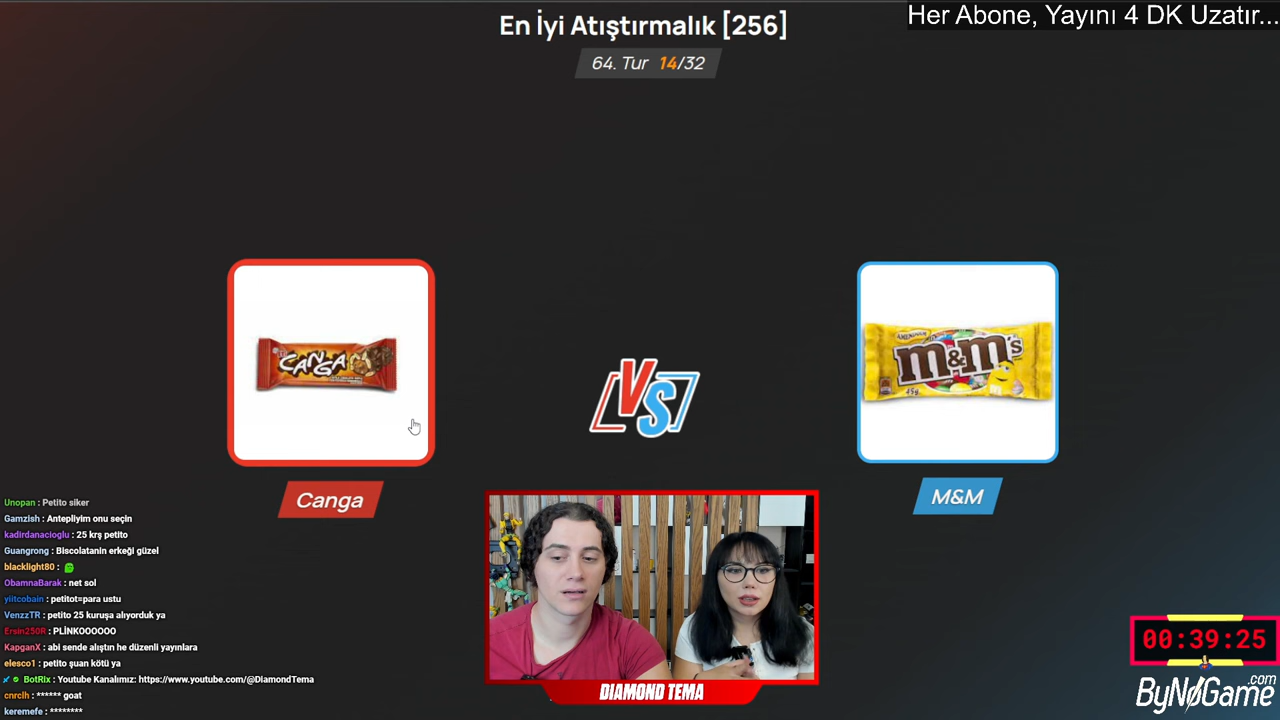 En İyi Atıştırmalık [256]
Her Abone, Yayını 4 DK Uzatır...
64. Tur 14/32
CANGA
m&m's
45g
VS
Canga
M&M
Unopan : Petito siker
Gamzish : Antepliyim onu seçin
kadirdanacioglu : 25 krş petito
Guangrong : Biscolatanin erkeği güzel
blacklight80 :
ObamnaBarak : net sol
yiitcobain : petitot=para ustu
VenzzTR : petito 25 kuruşa alıyorduk ya
Ersin250R : PLİNKOOOOOO
KapganX : abi sende alıştın he düzenli yayınlara
elesco1 : petito şuan kötü ya
BotRix : Youtube Kanalımız: https://www.youtube.com/@DiamondTema
cnrclh : ****** goat
keremefe : ********
DIAMOND TEMA
00:39:25
ByNoGame.com